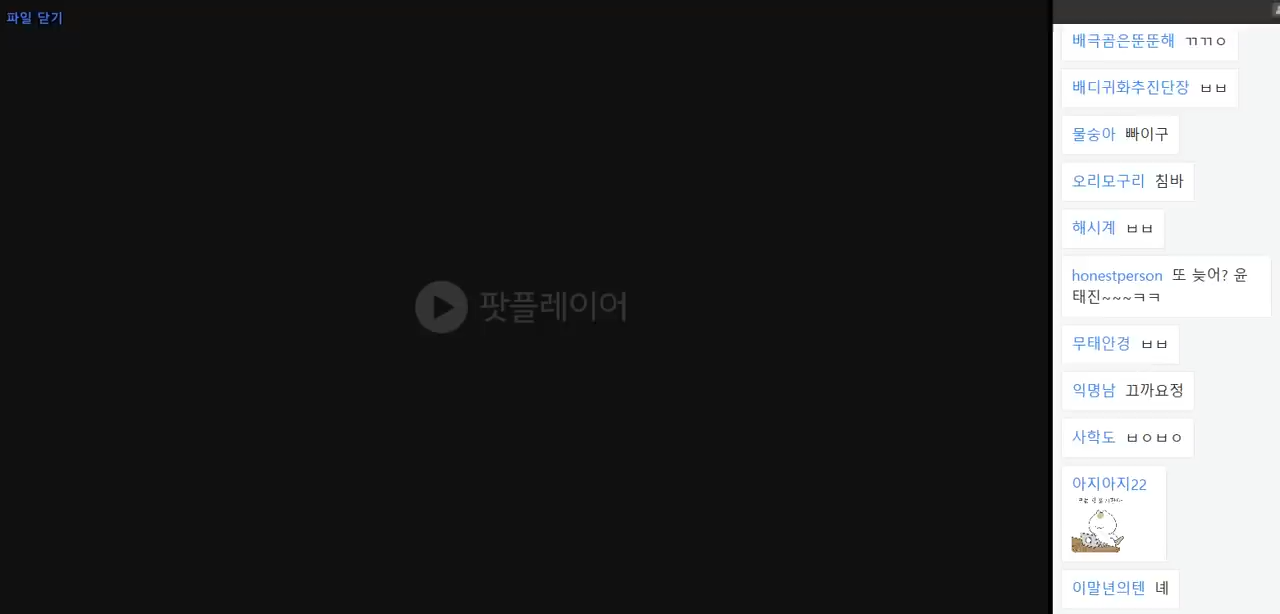 파일 닫기
팟플레이어
배극곰은뚠뚠해 ㄲㄲㅇ
배디귀화추진단장 ㅂㅂ
물숭아 빠이구
오리모구리 침바
해시계 ㅂㅂ
honestperson 또 늦어? 윤
태진~~~ㅋㅋ
무태안경 ㅂㅂ
익명남 끄까요정
사학도 ㅂㅇㅂㅇ
아지아지22
이말년의텐 녜